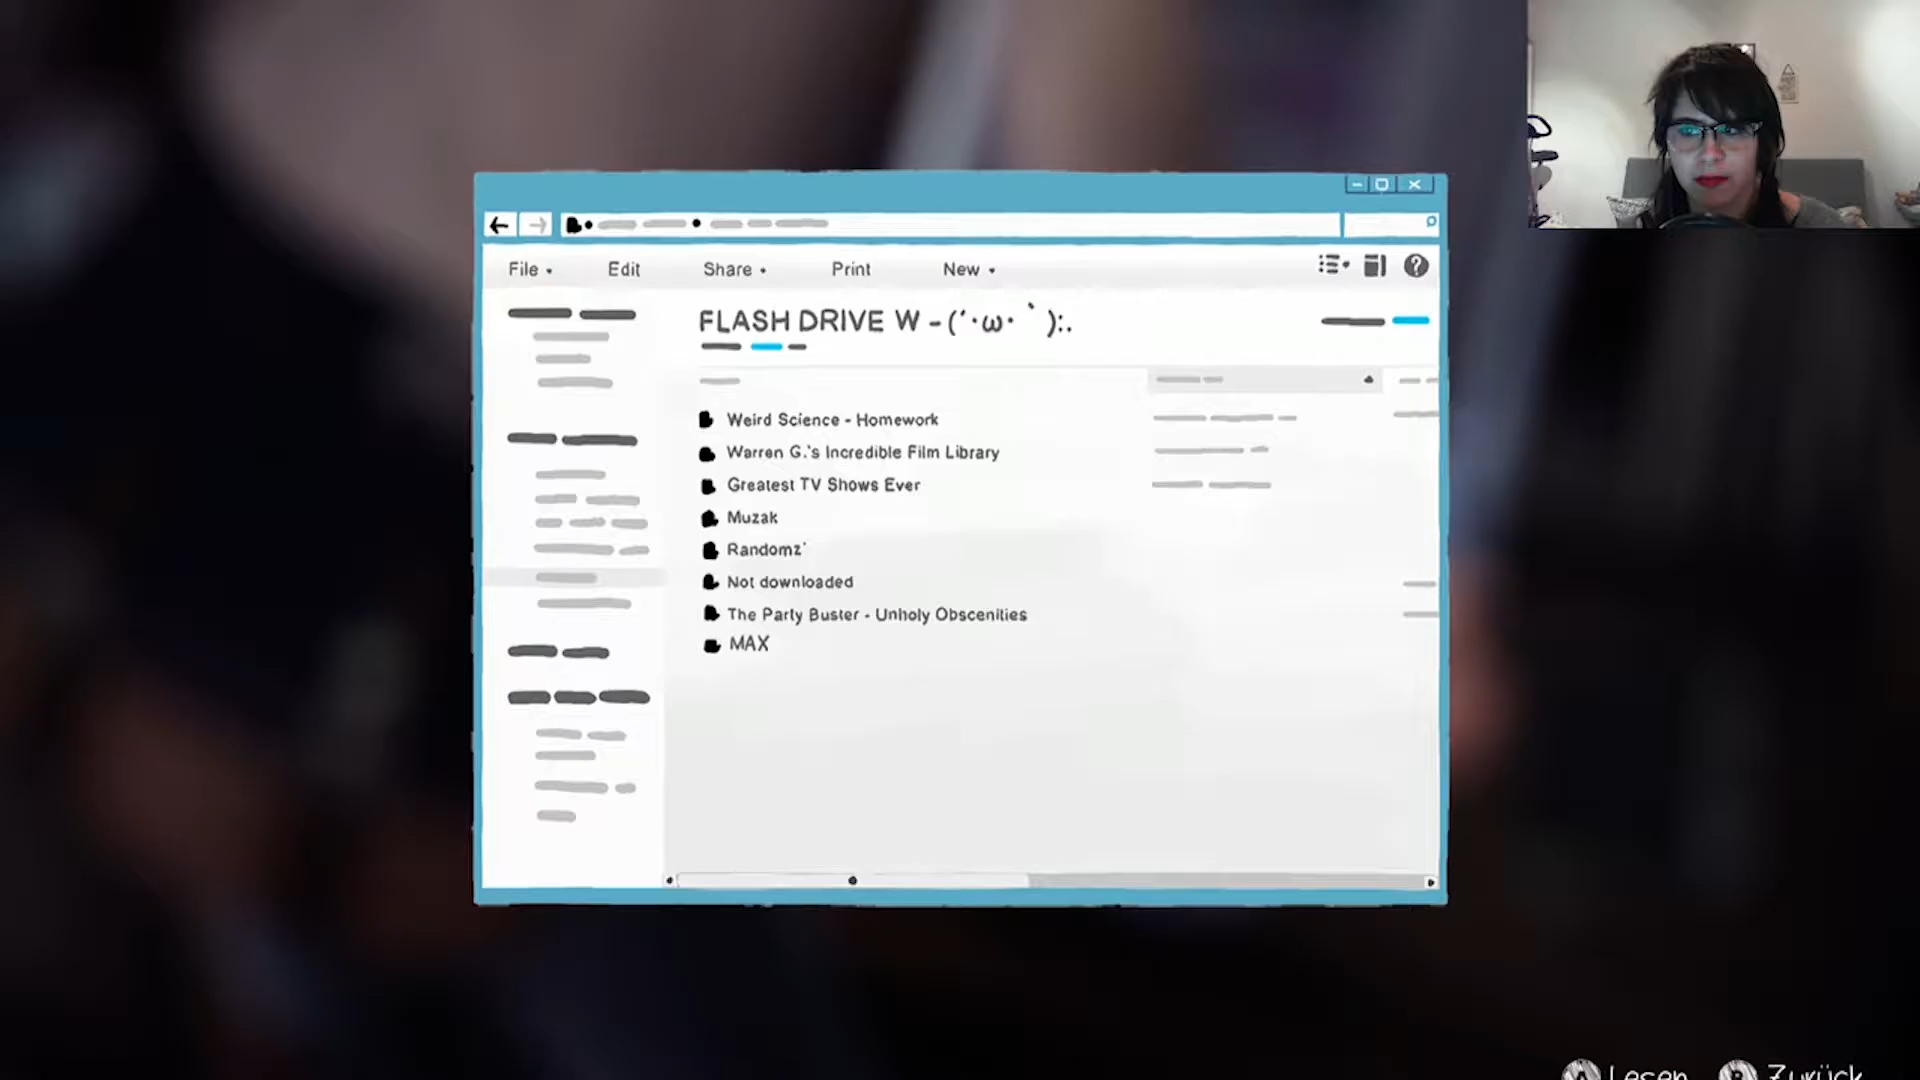 File
Edit
Share
Print
New
FLASH DRIVE W - (´･ω･`):.
Weird Science - Homework
Warren G.'s Incredible Film Library
Greatest TV Shows Ever
Muzak
Randomz'
Not downloaded
The Party Buster - Unholy Obscenities
MAX
A Lesen B Zurück